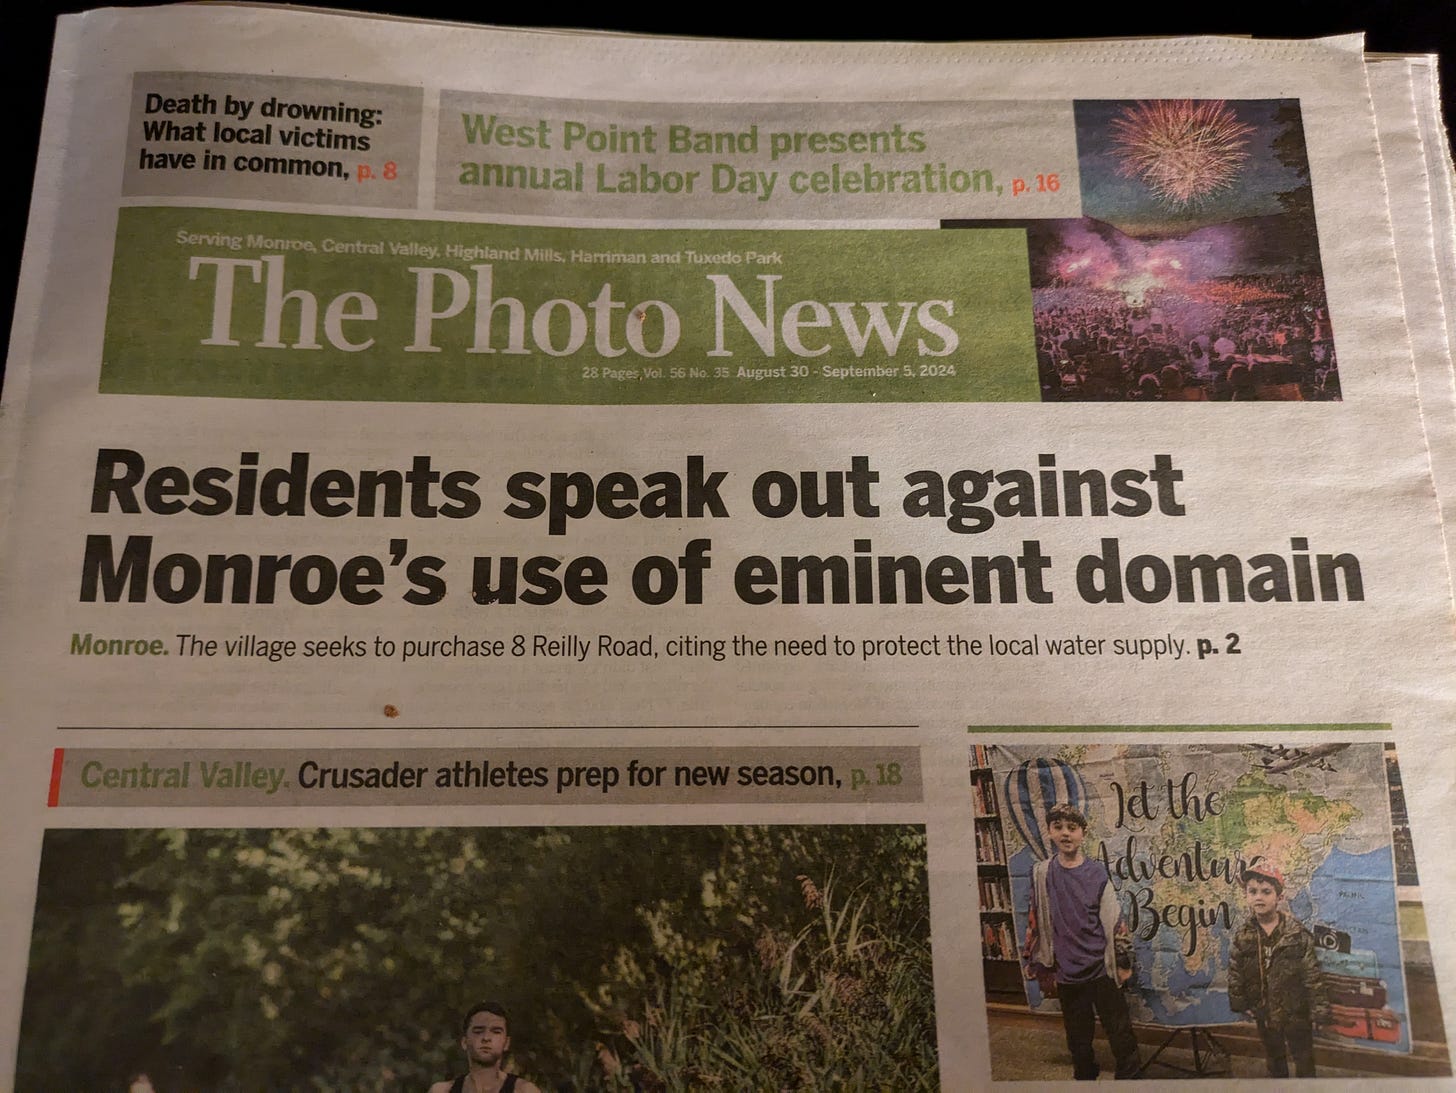 Death by drowning:
What local victims
have in common, p. 8
West Point Band presents
annual Labor Day celebration, p. 16
Serving Monroe, Central Valley, Highland Mills, Harriman and Tuxedo Park
The Photo News
28 Pages, Vol. 56 No. 35 August 30 - September 5, 2024
Residents speak out against
Monroe's use of eminent domain
Monroe. The village seeks to purchase 8 Reilly Road, citing the need to protect the local water supply. p. 2
Central Valley. Crusader athletes prep for new season, p. 18
Let the
Adventure
Begin